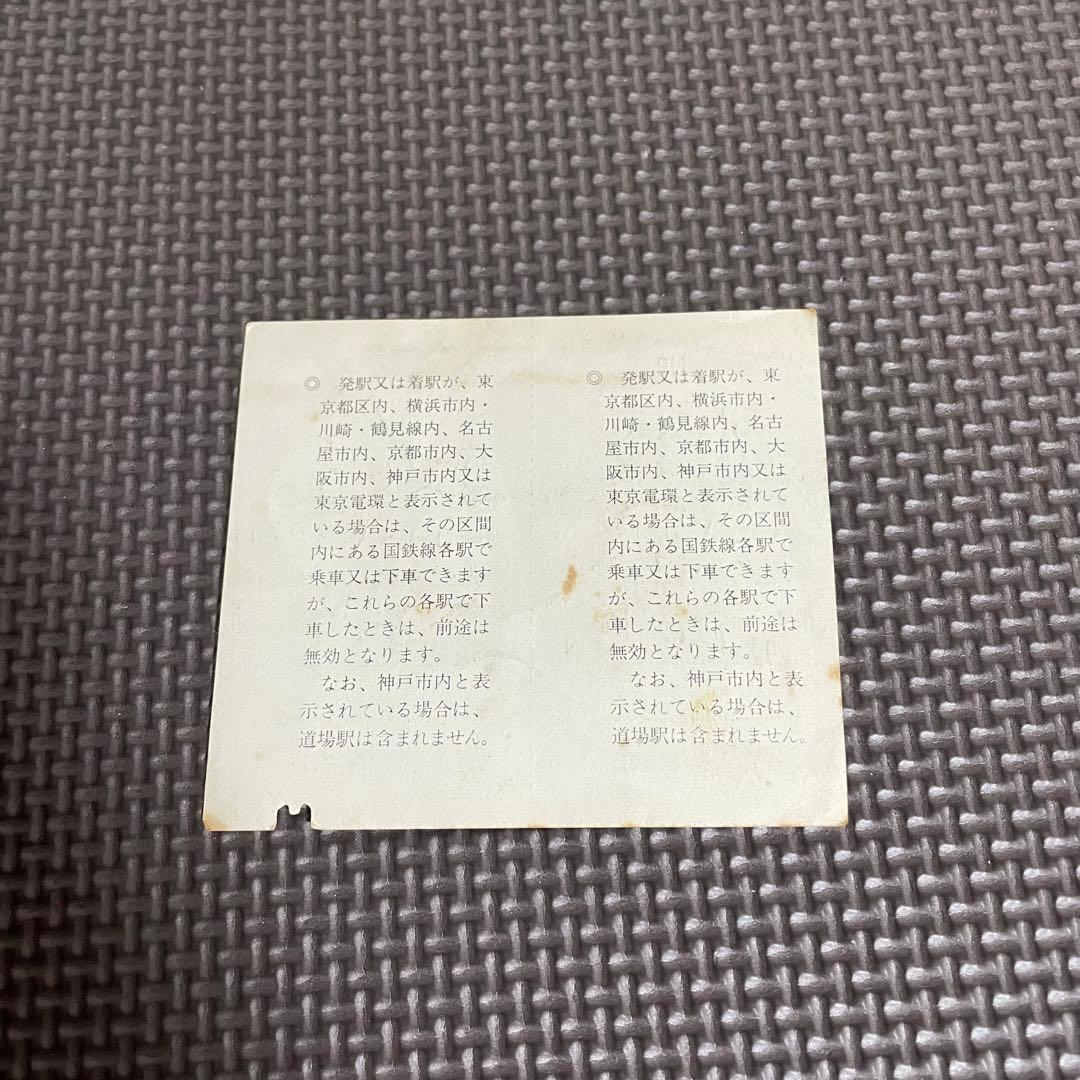 ◎ 発駅又は着駅が、東
京都区内、横浜市内・
川崎・鶴見線内、名古
屋市内、京都市内、大
阪市内、神戸市内又は
東京電環と表示されて
いる場合は、その区間
内にある国鉄線各駅で
乗車又は下車できます
が、これらの各駅で下
車したときは、前途は
無効となります。
なお、神戸市内と表
示されている場合は、
道場駅は含まれません。
◎ 発駅又は着駅が、東
京都区内、横浜市内・
川崎・鶴見線内、名古
屋市内、京都市内、大
阪市内、神戸市内又は
東京電環と表示されて
いる場合は、その区間
内にある国鉄線各駅で
乗車又は下車できます
が、これらの各駅で下
車したときは、前途は
無効となります。
なお、神戸市内と表
示されている場合は、
道場駅は含まれません。